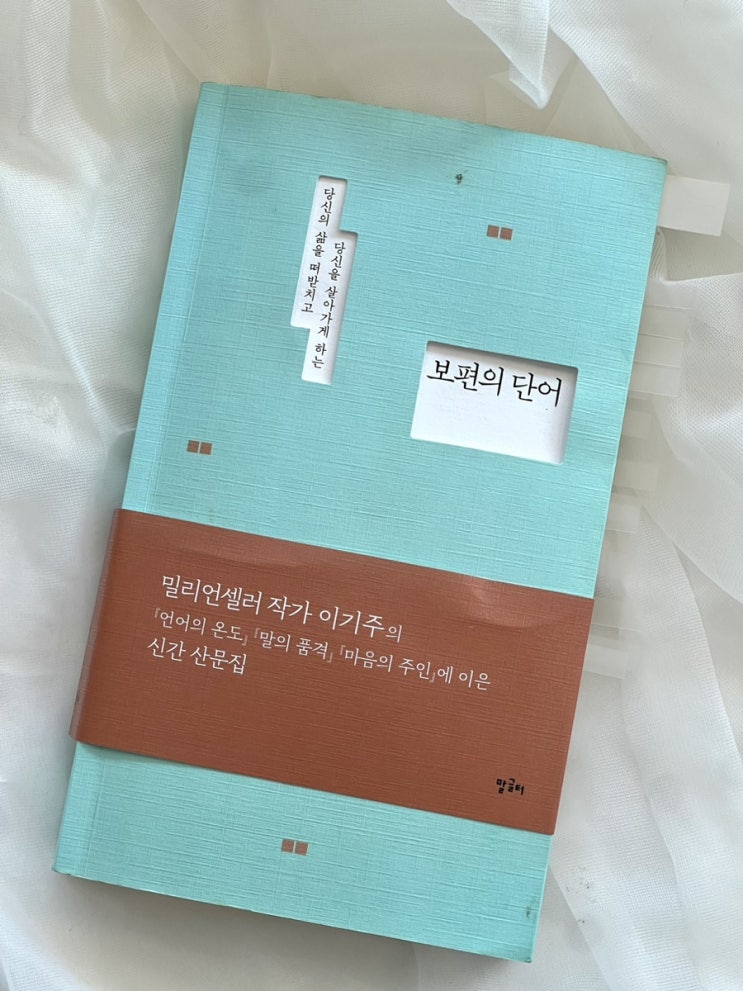 당신의 삶을 떠받치고
당신을 살아가게 하는
보편의 단어
밀리언셀러 작가 이기주의
『언어의 온도』 『말의 품격』 『마음의 주인』에 이은
신간 산문집
말글터